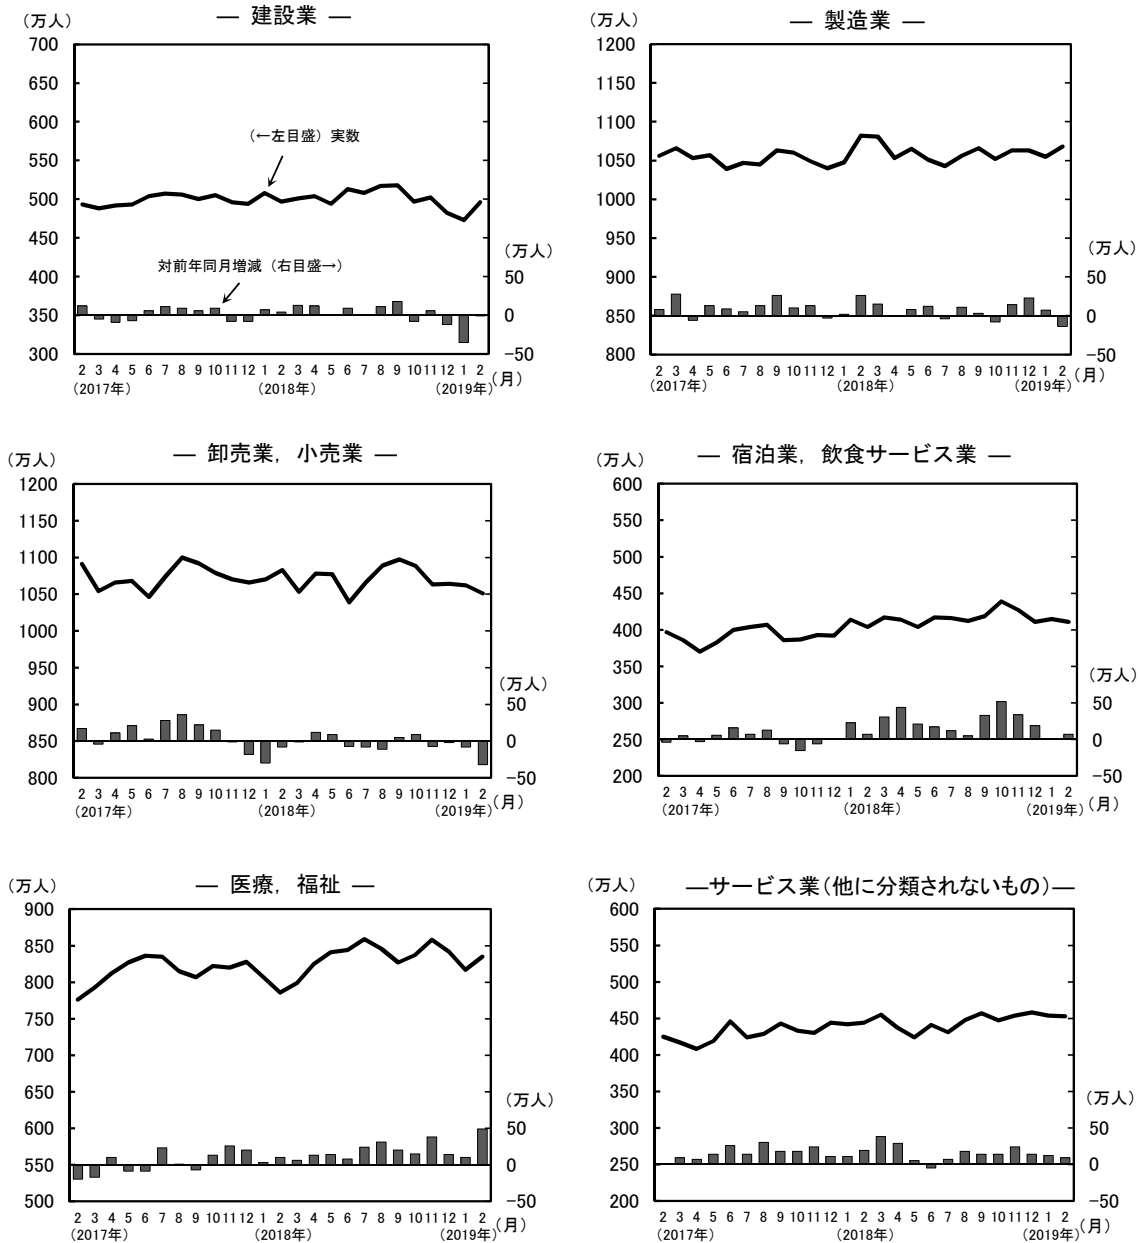 ― 建設業 ―
（万人）
700
650
600
550
500
450
400
350
300
（←左目盛）実数
対前年同月増減（右目盛→）
（万人）
50
0
−50
2 3 4 5 6 7 8 9 10 11 12 1 2 3 4 5 6 7 8 9 10 11 12 1 2
（月）
（2017年） （2018年） （2019年）
― 製造業 ―
（万人）
1200
1150
1100
1050
1000
950
900
850
800
（万人）
50
0
−50
2 3 4 5 6 7 8 9 10 11 12 1 2 3 4 5 6 7 8 9 10 11 12 1 2
（月）
（2017年） （2018年） （2019年）
― 卸売業，小売業 ―
（万人）
1200
1150
1100
1050
1000
950
900
850
800
（万人）
50
0
−50
2 3 4 5 6 7 8 9 10 11 12 1 2 3 4 5 6 7 8 9 10 11 12 1 2
（月）
（2017年） （2018年） （2019年）
― 宿泊業，飲食サービス業 ―
（万人）
600
550
500
450
400
350
300
250
200
（万人）
50
0
−50
2 3 4 5 6 7 8 9 10 11 12 1 2 3 4 5 6 7 8 9 10 11 12 1 2
（月）
（2017年） （2018年） （2019年）
― 医療，福祉 ―
（万人）
900
850
800
750
700
650
600
550
500
（万人）
50
0
−50
2 3 4 5 6 7 8 9 10 11 12 1 2 3 4 5 6 7 8 9 10 11 12 1 2
（月）
（2017年） （2018年） （2019年）
―サービス業（他に分類されないもの）―
（万人）
600
550
500
450
400
350
300
250
200
（万人）
50
0
−50
2 3 4 5 6 7 8 9 10 11 12 1 2 3 4 5 6 7 8 9 10 11 12 1 2
（月）
（2017年） （2018年） （2019年）